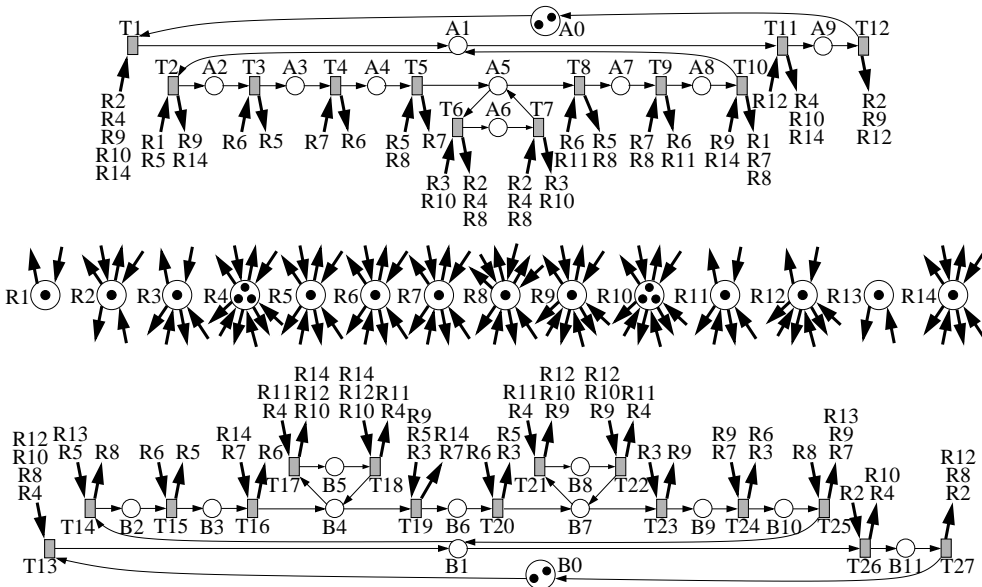 T1 A1 A0 T11 A9 T12
T2 A2 T3 A3 T4 A4 T5 A5 T8 A7 T9 A8 T10
T6 A6 T7
R2
R4
R9
R10
R14
R1
R5
R9
R14
R6 R5
R7 R6
R5
R8
R7
R3
R10
R2
R4
R8
R2
R4
R8
R3
R10
R6
R11
R5
R8
R7
R8
R6
R11
R9
R14
R1
R7
R8
R12
R4
R10
R14
R2
R9
R12
R1 R2 R3 R4 R5 R6 R7 R8 R9 R10 R11 R12 R13 R14
R12
R10
R8
R4
R13
R5
R8
R6 R5
R14
R7
R6
R11
R4
R14
R12
R10
R14
R12
R10
R11
R4
R9
R5
R3
R14
R7
R6
R5
R3
R11
R4
R12
R10
R9
R12
R10
R9
R11
R4
R3 R9
R9
R7
R6
R3
R13
R9
R7
R2
R10
R4
R12
R8
R2
T17 B5 T18 T21 B8 T22
T14 B2 T15 B3 T16 B4 T19 B6 T20 B7 T23 B9 T24 B10 T25
T13 B1 B0 T26 B11 T27